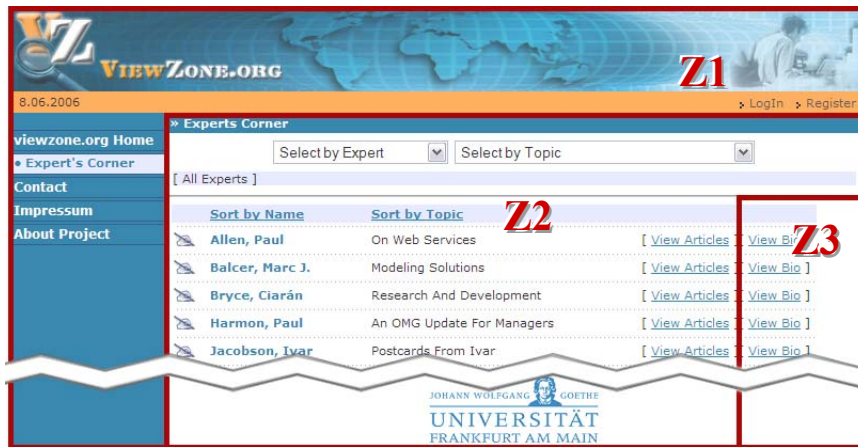 VZ
VIEWZONE.ORG
Z1
8.06.2006
LogIn Register
viewzone.org Home
• Expert's Corner
Contact
Impressum
About Project
» Experts Corner
Select by Expert Select by Topic
[ All Experts ]
Sort by Name Sort by Topic Z2
Z3
Allen, Paul On Web Services [ View Articles ] [ View Bio ]
Balcer, Marc J. Modeling Solutions [ View Articles ] [ View Bio ]
Bryce, Ciarán Research And Development [ View Articles ] [ View Bio ]
Harmon, Paul An OMG Update For Managers [ View Articles ] [ View Bio ]
Jacobson, Ivar Postcards From Ivar [ View Articles ] [ View Bio ]
JOHANN WOLFGANG GOETHE
UNIVERSITÄT
FRANKFURT AM MAIN